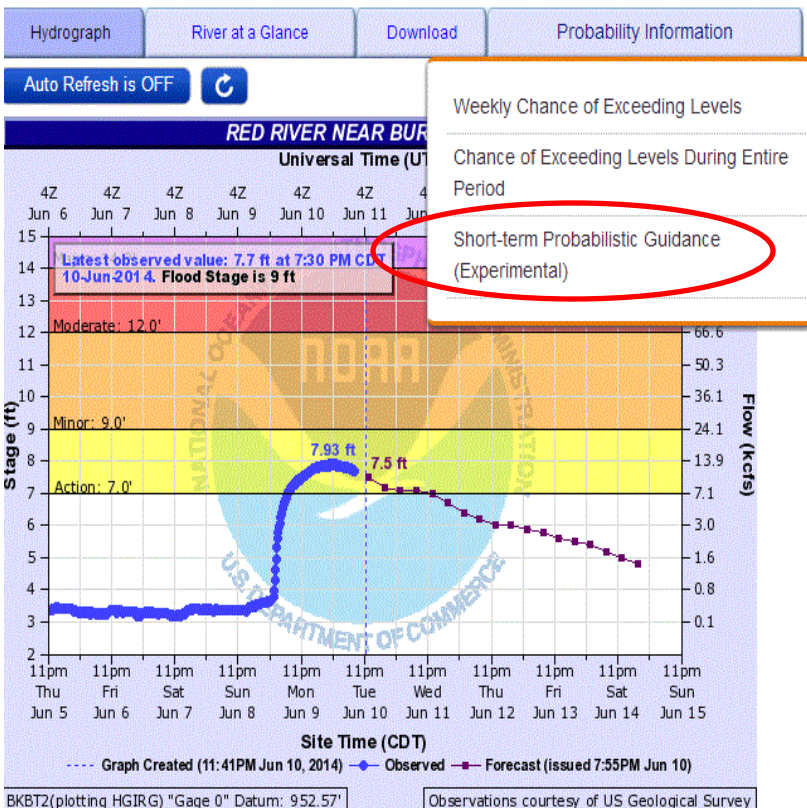 Hydrograph
River at a Glance
Download
Probability Information
Auto Refresh is OFF
Weekly Chance of Exceeding Levels
Chance of Exceeding Levels During Entire
Period
Short-term Probabilistic Guidance
(Experimental)
RED RIVER NEAR BUR
Universal Time (UT
4Z 4Z 4Z 4Z 4Z 4Z
Jun 6 Jun 7 Jun 8 Jun 9 Jun 10 Jun 11
Latest observed value: 7.7 ft at 7:30 PM CDT
10-Jun-2014. Flood Stage is 9 ft
Moderate: 12.0'
Minor: 9.0'
Action: 7.0'
7.93 ft
7.5 ft
NATIONAL OCEANIC
ADMINISTRATION
NOAA
U.S. DEPARTMENT OF COMMERCE
Stage (ft)
15
14
13
12
11
10
9
8
7
6
5
4
3
2
Flow (kcfs)
66.6
50.3
36.1
24.1
13.9
7.1
3.0
1.6
0.8
0.1
11pm 11pm 11pm 11pm 11pm 11pm 11pm 11pm 11pm 11pm 11pm
Thu Fri Sat Sun Mon Tue Wed Thu Fri Sat Sun
Jun 5 Jun 6 Jun 7 Jun 8 Jun 9 Jun 10 Jun 11 Jun 12 Jun 13 Jun 14 Jun 15
Site Time (CDT)
Graph Created (11:41PM Jun 10, 2014) Observed Forecast (issued 7:55PM Jun 10)
BKBT2(plotting HGIRG) "Gage 0" Datum: 952.57'
Observations courtesy of US Geological Survey